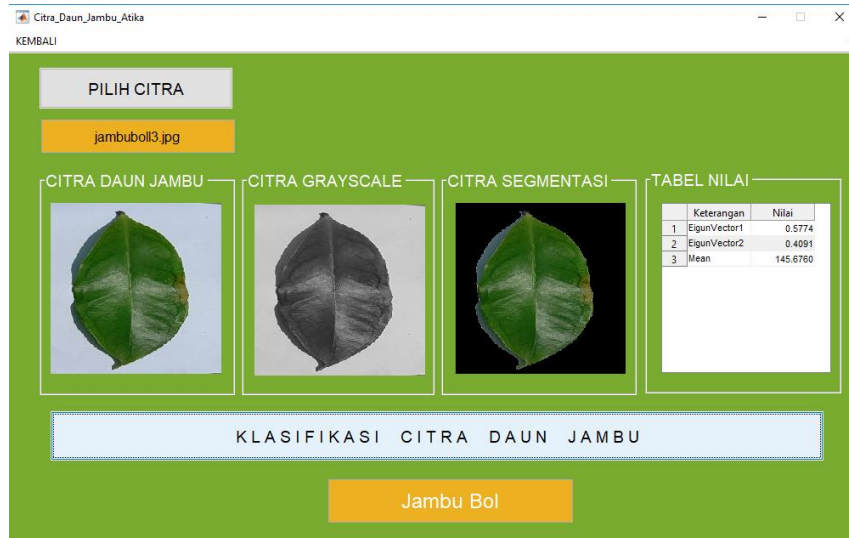 Citra_Daun_Jambu_Atika
KEMBALI
PILIH CITRA
jambuboll3.jpg
CITRA DAUN JAMBU
CITRA GRAYSCALE
CITRA SEGMENTASI
TABEL NILAI
Keterangan Nilai
1 EigunVector1 0.5774
2 EigunVector2 0.4091
3 Mean 145.6760
KLASIFIKASI CITRA DAUN JAMBU
Jambu Bol